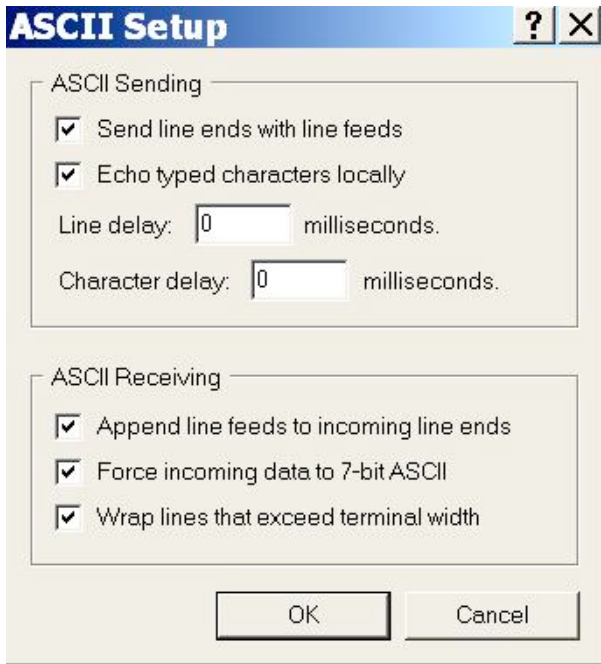 ASCII Setup
ASCII Sending
Send line ends with line feeds
Echo typed characters locally
Line delay: 0 milliseconds.
Character delay: 0 milliseconds.
ASCII Receiving
Append line feeds to incoming line ends
Force incoming data to 7-bit ASCII
Wrap lines that exceed terminal width
OK Cancel